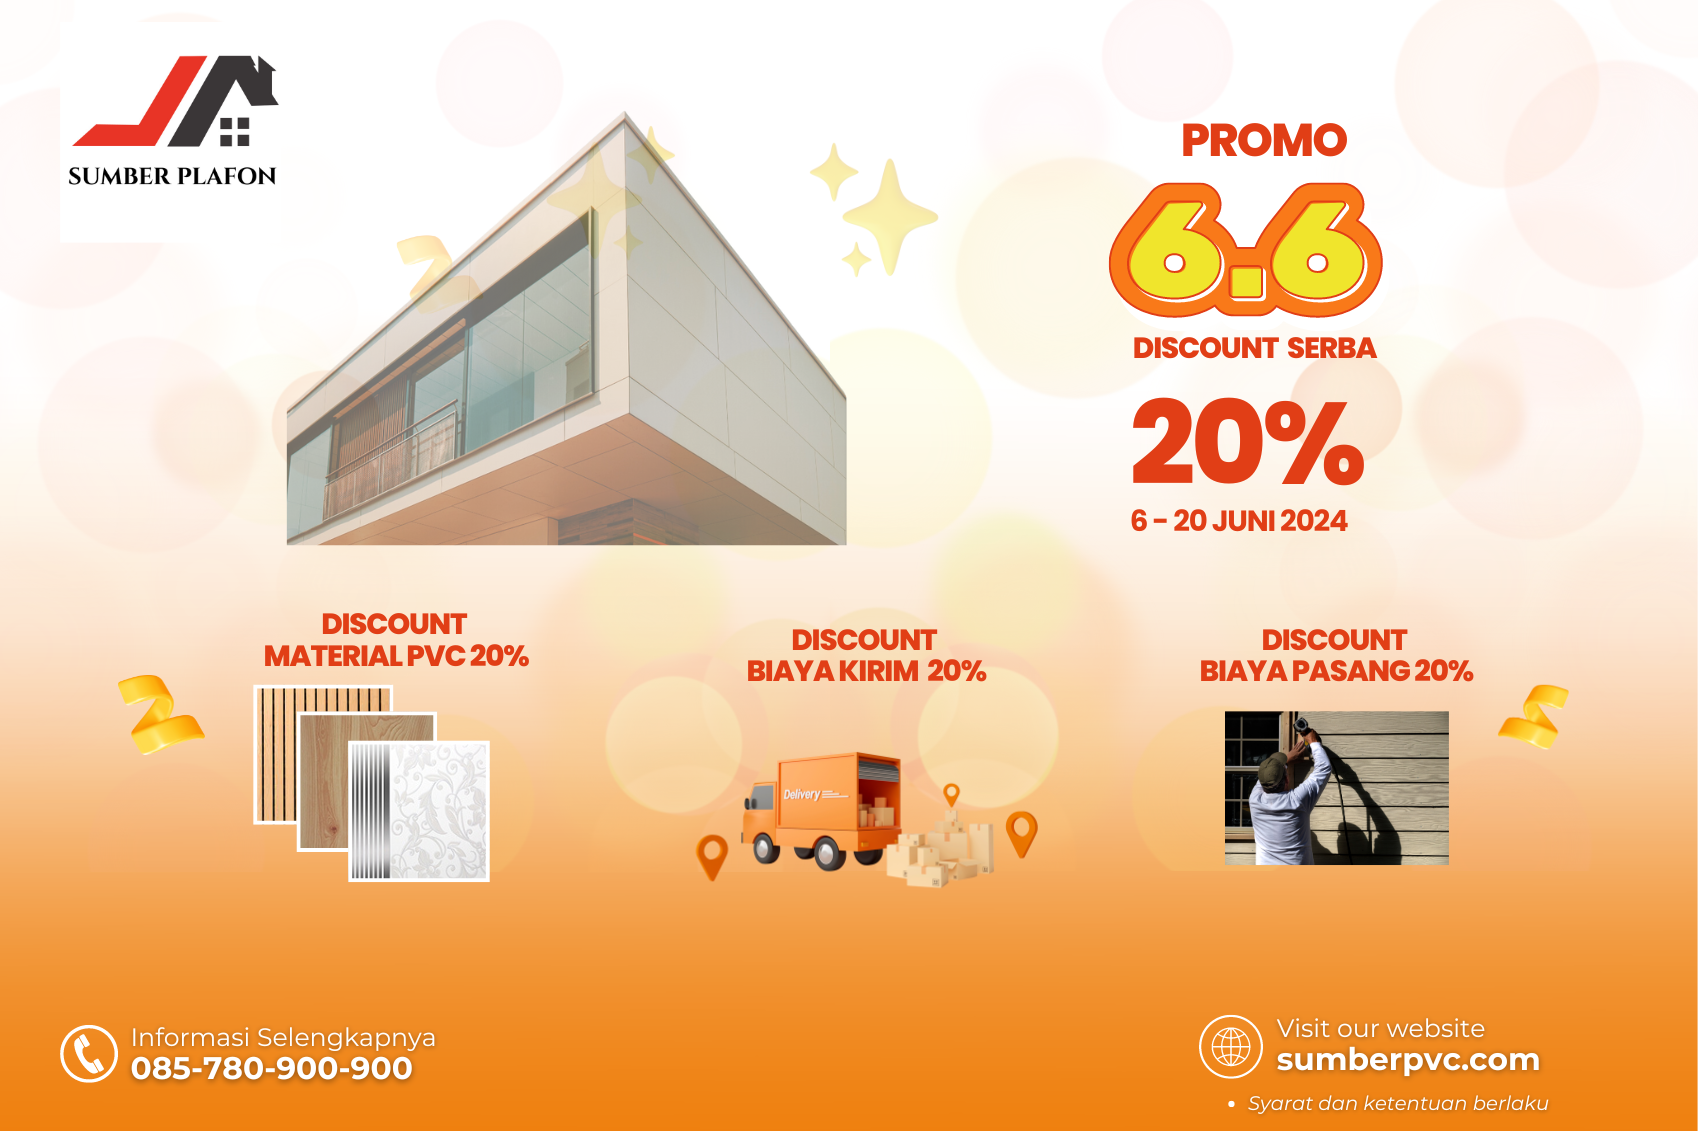 SUMBER PLAFON
PROMO
6.6
DISCOUNT SERBA
20%
6 - 20 JUNI 2024
DISCOUNT
MATERIAL PVC 20%
DISCOUNT
BIAYA KIRIM 20%
Delivery
DISCOUNT
BIAYA PASANG 20%
Informasi Selengkapnya
085-780-900-900
Visit our website
sumberpvc.com
• Syarat dan ketentuan berlaku